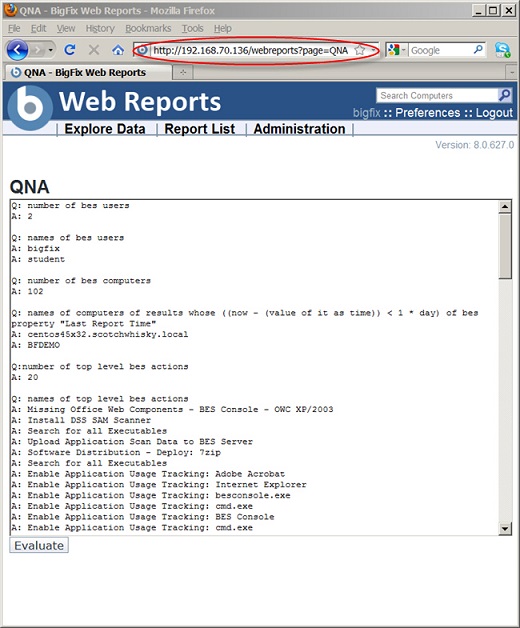 QNA - BigFix Web Reports - Mozilla Firefox
File Edit View History Bookmarks Tools Help
http://192.168.70.136/webreports?page=QNA
Google
QNA - BigFix Web Reports
Web Reports
Search Computers
bigfix :: Preferences :: Logout
Explore Data Report List Administration
Version: 8.0.627.0
QNA
Q: number of bes users
A: 2
Q: names of bes users
A: bigfix
A: student
Q: number of bes computers
A: 102
Q: names of computers of results whose ((now - (value of it as time)) < 1 * day) of bes
property "Last Report Time"
A: centos45x32.scotchwhisky.local
A: BFDEMO
Q:number of top level bes actions
A: 20
Q: names of top level bes actions
A: Missing Office Web Components - BES Console - OWC XP/2003
A: Install DSS SAM Scanner
A: Search for all Executables
A: Upload Application Scan Data to BES Server
A: Software Distribution - Deploy: 7zip
A: Search for all Executables
A: Enable Application Usage Tracking: Adobe Acrobat
A: Enable Application Usage Tracking: Internet Explorer
A: Enable Application Usage Tracking: besconsole.exe
A: Enable Application Usage Tracking: cmd.exe
A: Enable Application Usage Tracking: BES Console
A: Enable Application Usage Tracking: cmd.exe
Evaluate